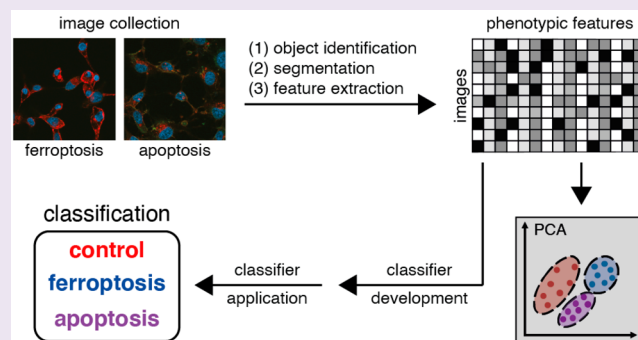 image collection
ferroptosis
apoptosis
(1) object identification
(2) segmentation
(3) feature extraction
phenotypic features
images
PCA
classifier
development
classifier
application
classification
control
ferroptosis
apoptosis